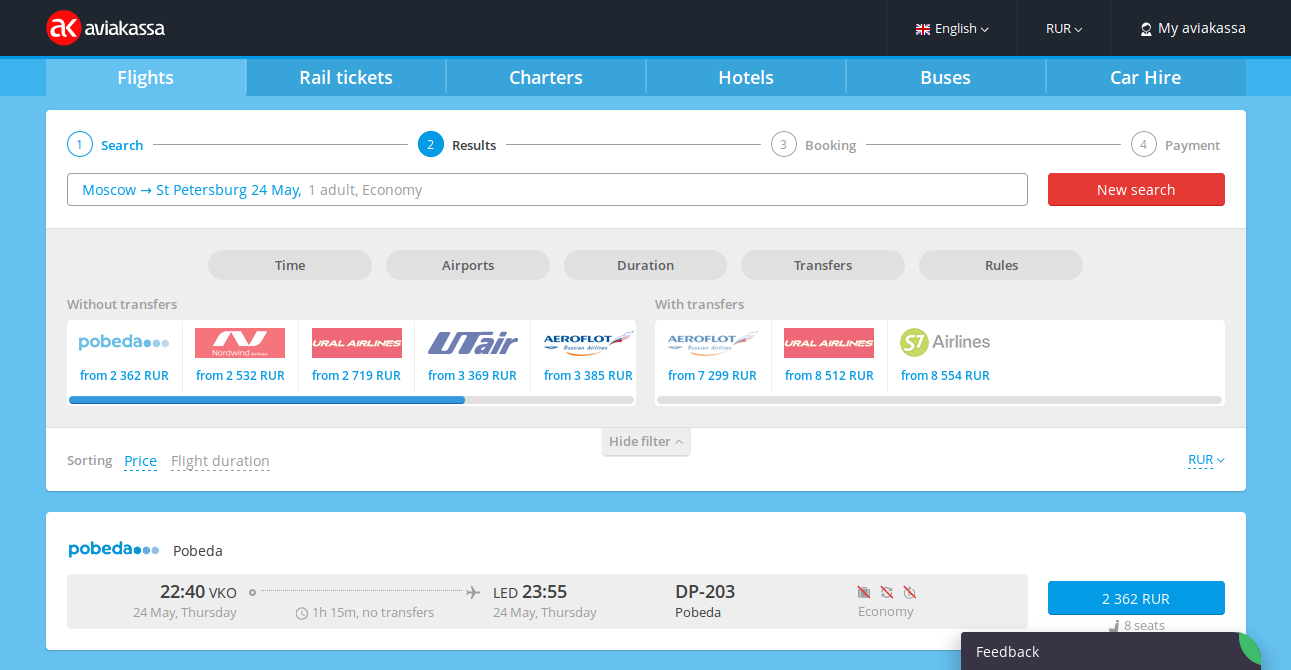 ak aviakassa English RUR My aviakassa
Flights Rail tickets Charters Hotels Buses Car Hire
1 Search 2 Results 3 Booking 4 Payment
Moscow → St Petersburg 24 May, 1 adult, Economy New search
Time Airports Duration Transfers Rules
Without transfers With transfers
pobeda Nordwind Airlines URAL AIRLINES UTair AEROFLOT Russian Airlines AEROFLOT Russian Airlines URAL AIRLINES S7 Airlines
from 2 362 RUR from 2 532 RUR from 2 719 RUR from 3 369 RUR from 3 385 RUR from 7 299 RUR from 8 512 RUR from 8 554 RUR
Hide filter
Sorting Price Flight duration RUR
pobeda Pobeda
22:40 VKO LED 23:55 DP-203
24 May, Thursday 1h 15m, no transfers 24 May, Thursday Pobeda Economy
2 362 RUR
8 seats
Feedback